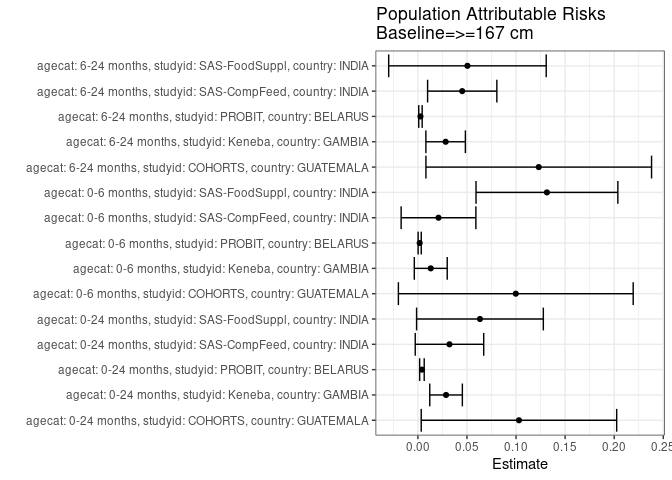 Population Attributable Risks
Baseline=>=167 cm
agecat: 6-24 months, studyid: SAS-FoodSuppl, country: INDIA
agecat: 6-24 months, studyid: SAS-CompFeed, country: INDIA
agecat: 6-24 months, studyid: PROBIT, country: BELARUS
agecat: 6-24 months, studyid: Keneba, country: GAMBIA
agecat: 6-24 months, studyid: COHORTS, country: GUATEMALA
agecat: 0-6 months, studyid: SAS-FoodSuppl, country: INDIA
agecat: 0-6 months, studyid: SAS-CompFeed, country: INDIA
agecat: 0-6 months, studyid: PROBIT, country: BELARUS
agecat: 0-6 months, studyid: Keneba, country: GAMBIA
agecat: 0-6 months, studyid: COHORTS, country: GUATEMALA
agecat: 0-24 months, studyid: SAS-FoodSuppl, country: INDIA
agecat: 0-24 months, studyid: SAS-CompFeed, country: INDIA
agecat: 0-24 months, studyid: PROBIT, country: BELARUS
agecat: 0-24 months, studyid: Keneba, country: GAMBIA
agecat: 0-24 months, studyid: COHORTS, country: GUATEMALA
0.00 0.05 0.10 0.15 0.20 0.25
Estimate